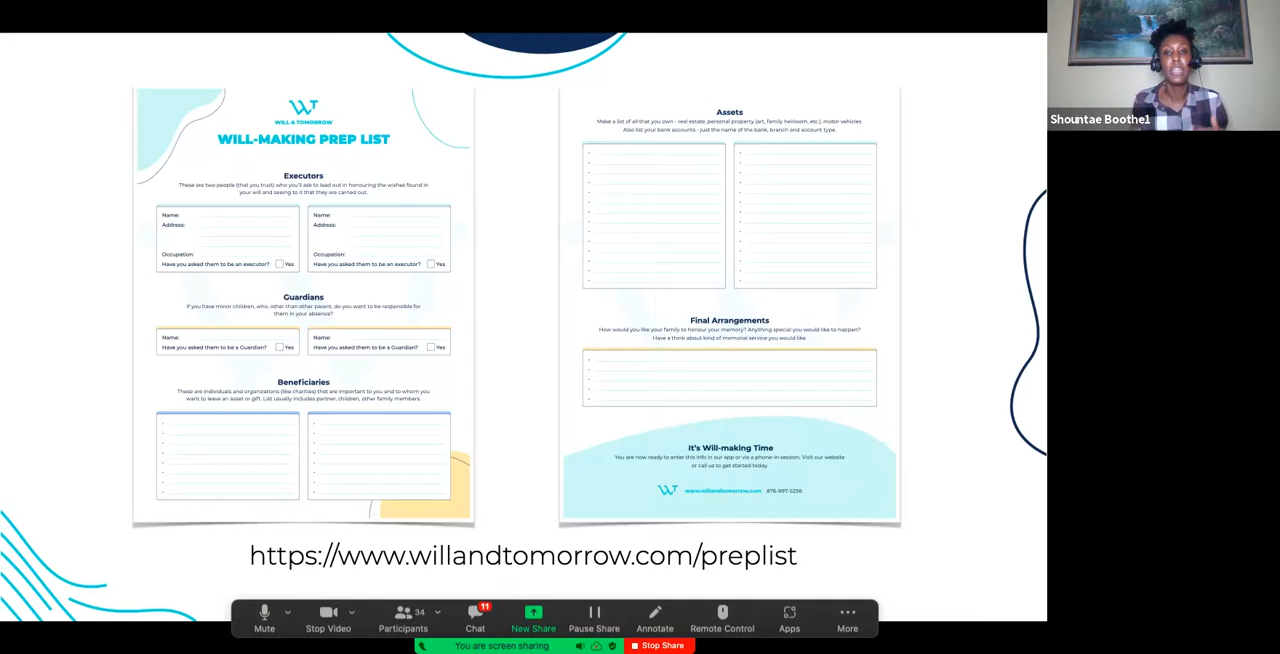 WILL & TOMORROW
WILL-MAKING PREP LIST
Executors
These are two people (that you trust) who you'll ask to lead out in honouring the wishes found in
your will and seeing to it that they are carried out.
Name:
Address:
Occupation:
Have you asked them to be an executor? Yes
Name:
Address:
Occupation:
Have you asked them to be an executor? Yes
Guardians
If you have minor children, who, other than other parent, do you want to be responsible for
them in your absence?
Name:
Have you asked them to be a Guardian? Yes
Name:
Have you asked them to be a Guardian? Yes
Beneficiaries
These are individuals and organizations (like charities) that are important to you and to whom you
want to leave an asset or gift. List usually includes partner, children, other family members.
Assets
Make a list of all that you own - real estate, personal property (art, family heirloom, etc.), motor vehicles.
Also list your bank accounts - just the name of the bank, branch and account type.
Final Arrangements
How would you like your family to honour your memory? Anything special you would like to happen?
Have a think about kind of memorial service you would like.
It's Will-making Time
You are now ready to enter this info in our app or via a phone-in session. Visit our website
or call us to get started today.
www.willandtomorrow.com 876-997-5256
https://www.willandtomorrow.com/preplist
Shountae Boothe1
Mute
Stop Video
34
Participants
11
Chat
New Share
Pause Share
Annotate
Remote Control
Apps
More
You are screen sharing
Stop Share